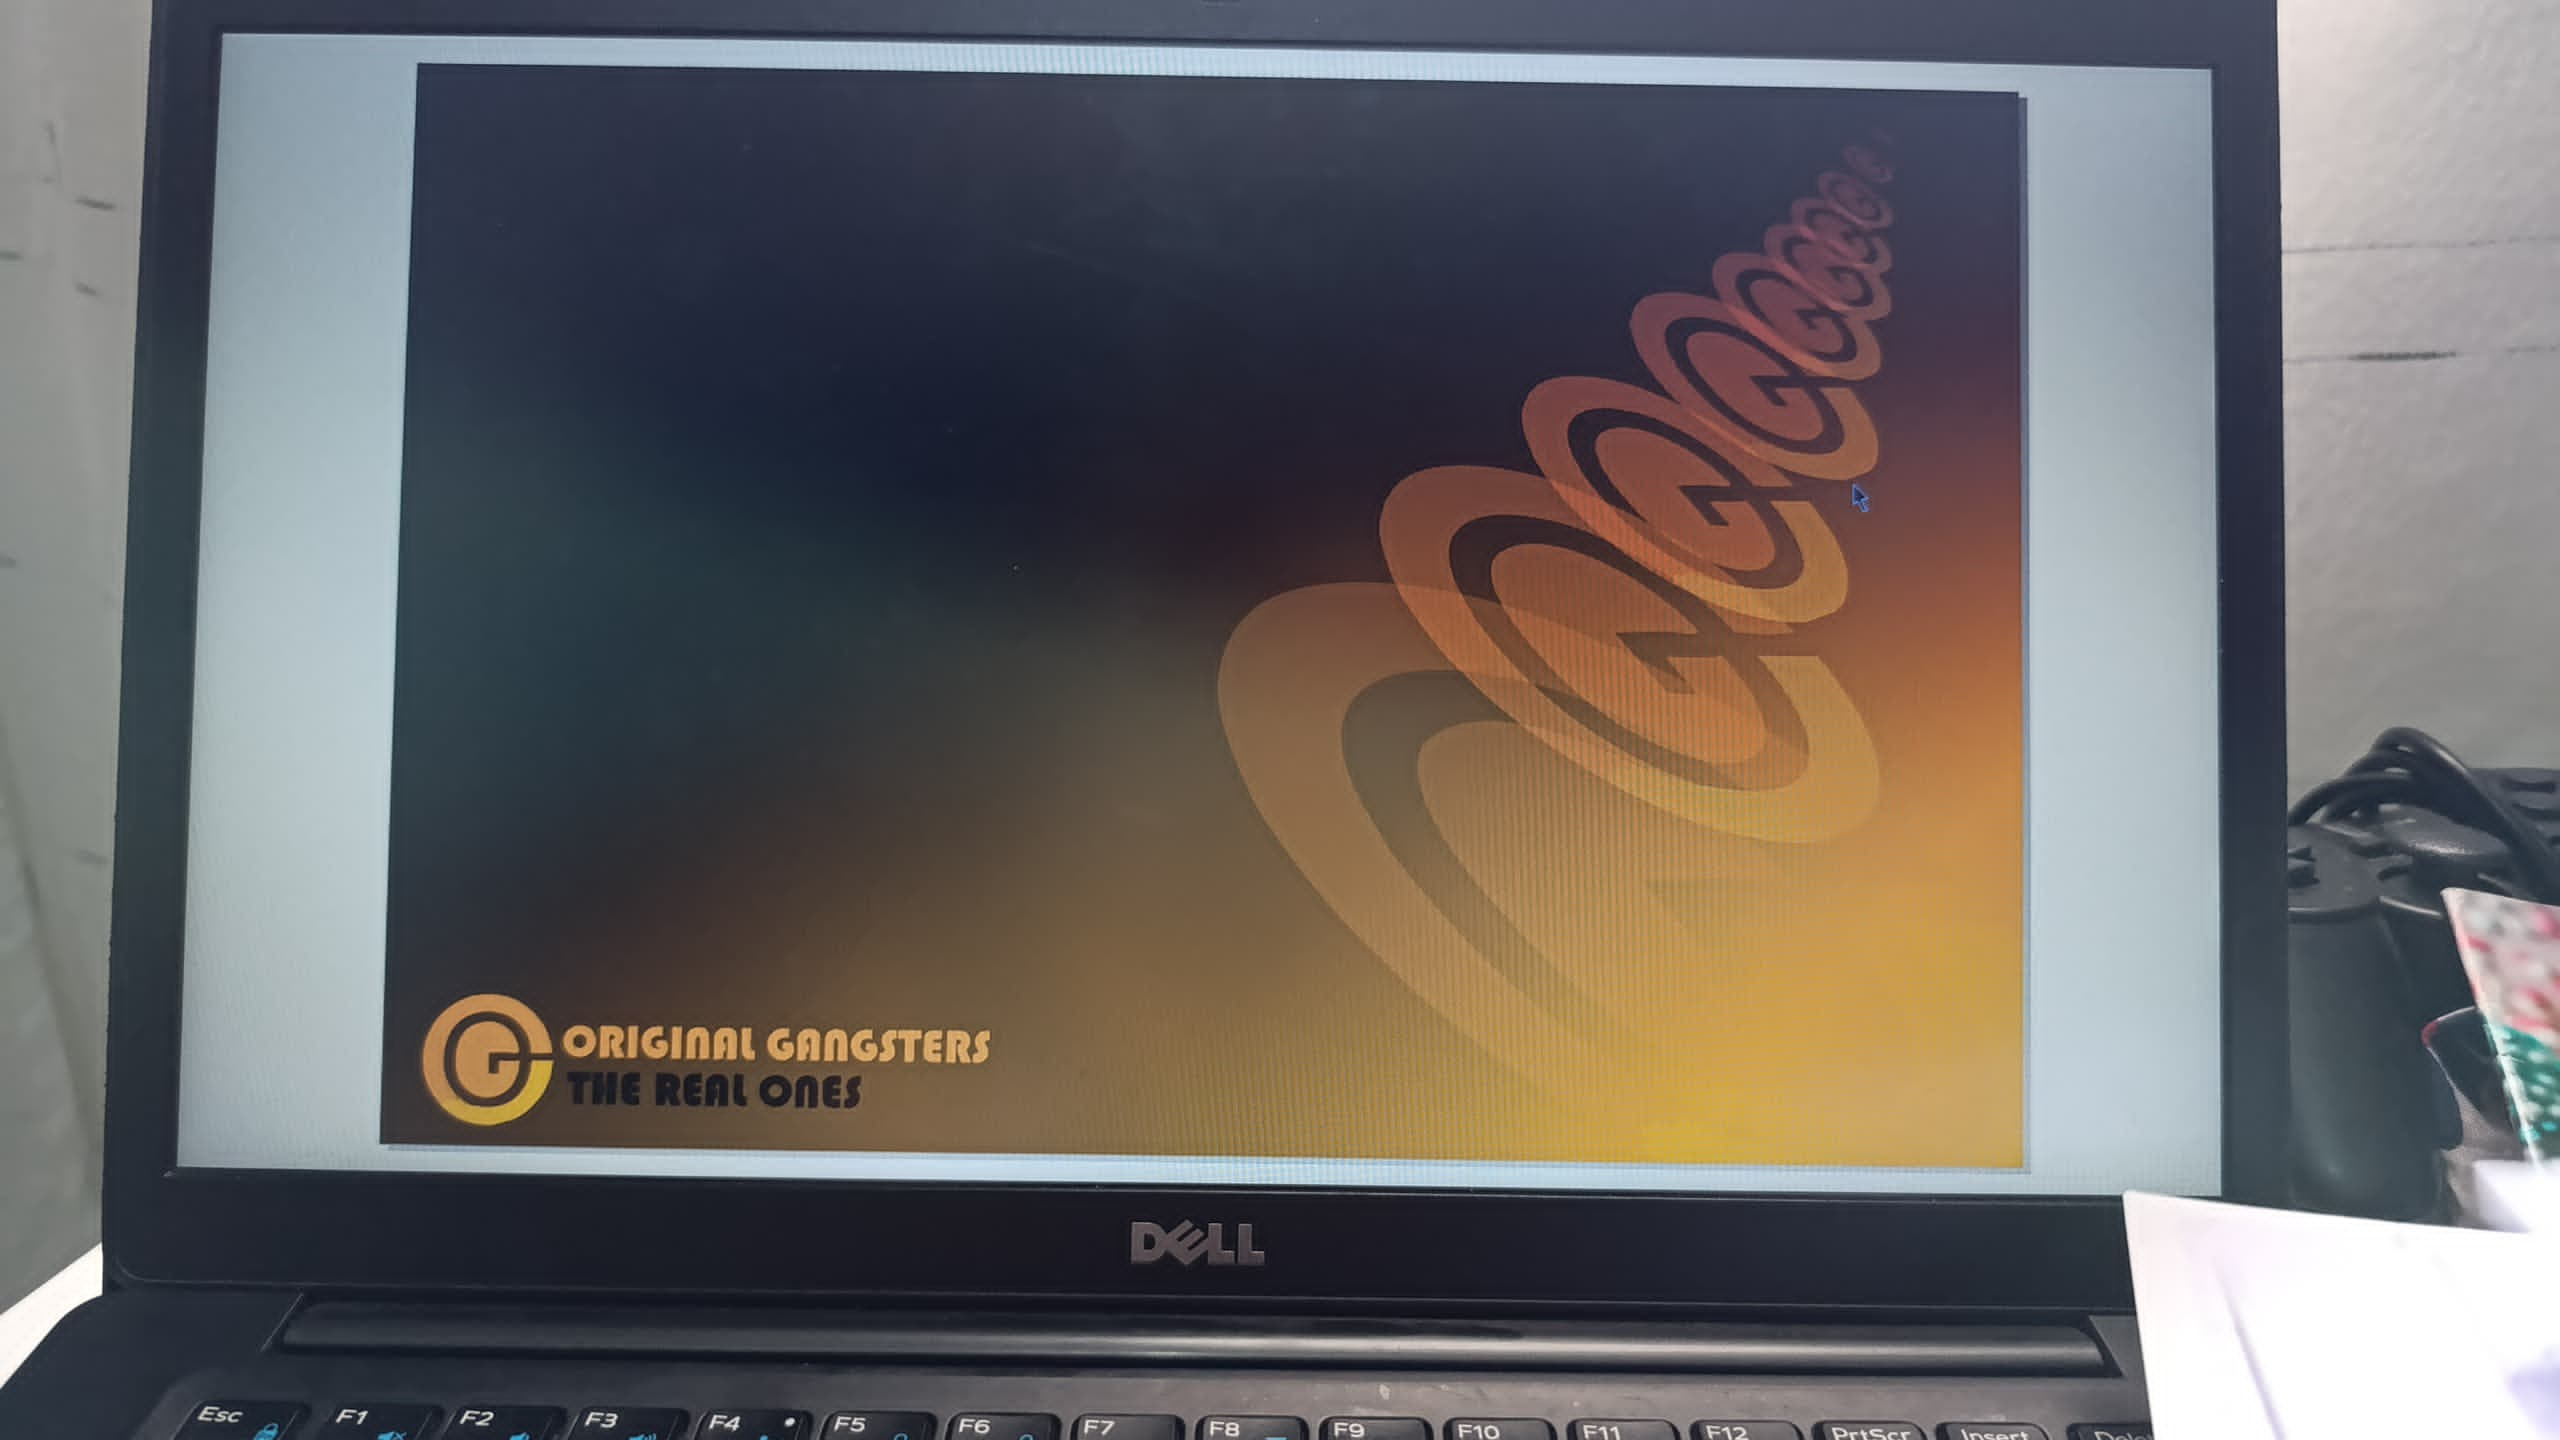 G
ORIGINAL GANGSTERS
THE REAL ONES
DELL
Esc
F1
F2
F3
F4
F5
F6
F7
F8
F9
F10
F11
F12
PrtScr
Insert